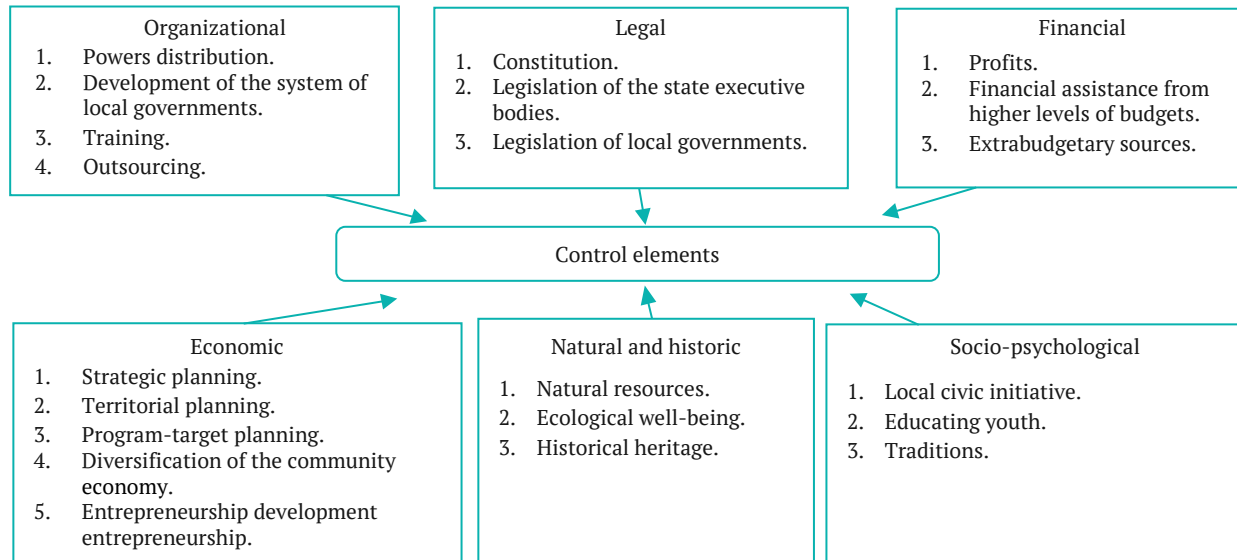 Organizational
1. Powers distribution.
2. Development of the system of
local governments.
3. Training.
4. Outsourcing.
Legal
1. Constitution.
2. Legislation of the state executive
bodies.
3. Legislation of local governments.
Financial
1. Profits.
2. Financial assistance from
higher levels of budgets.
3. Extrabudgetary sources.
Control elements
Economic
1. Strategic planning.
2. Territorial planning.
3. Program-target planning.
4. Diversification of the community
economy.
5. Entrepreneurship development
entrepreneurship.
Natural and historic
1. Natural resources.
2. Ecological well-being.
3. Historical heritage.
Socio-psychological
1. Local civic initiative.
2. Educating youth.
3. Traditions.